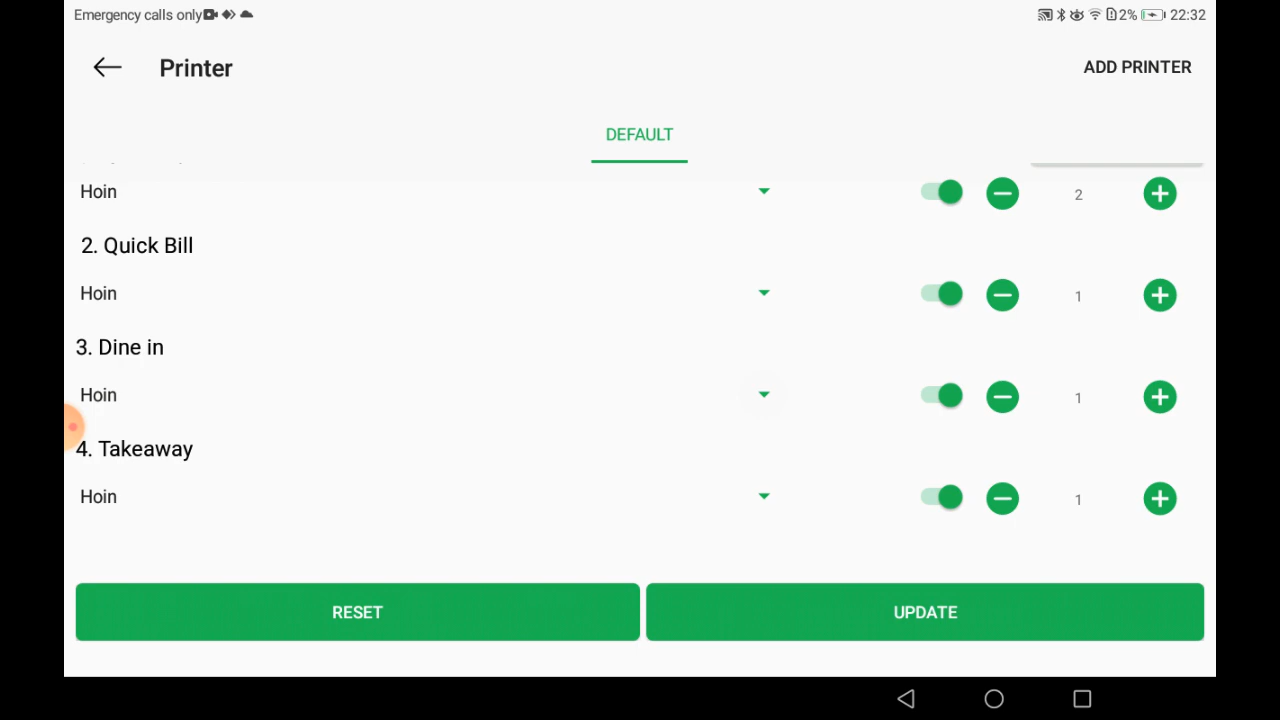 Emergency calls only 2% 22:32
Printer ADD PRINTER
DEFAULT
Hoin 2
2. Quick Bill
Hoin 1
3. Dine in
Hoin 1
4. Takeaway
Hoin 1
RESET UPDATE